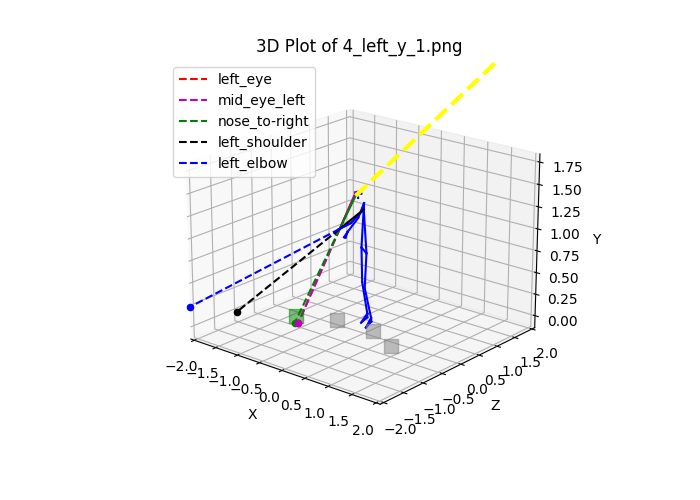 3D Plot of 4_left_y_1.png
left_eye
mid_eye_left
nose_to-right
left_shoulder
left_elbow
1.75
1.50
1.25
1.00
0.75
0.50
0.25
0.00
Y
−2.0
−1.5
−1.0
−0.5
0.0
0.5
1.0
1.5
2.0
X
−2.0
−1.5
−1.0
−0.5
0.0
0.5
1.0
1.5
2.0
Z